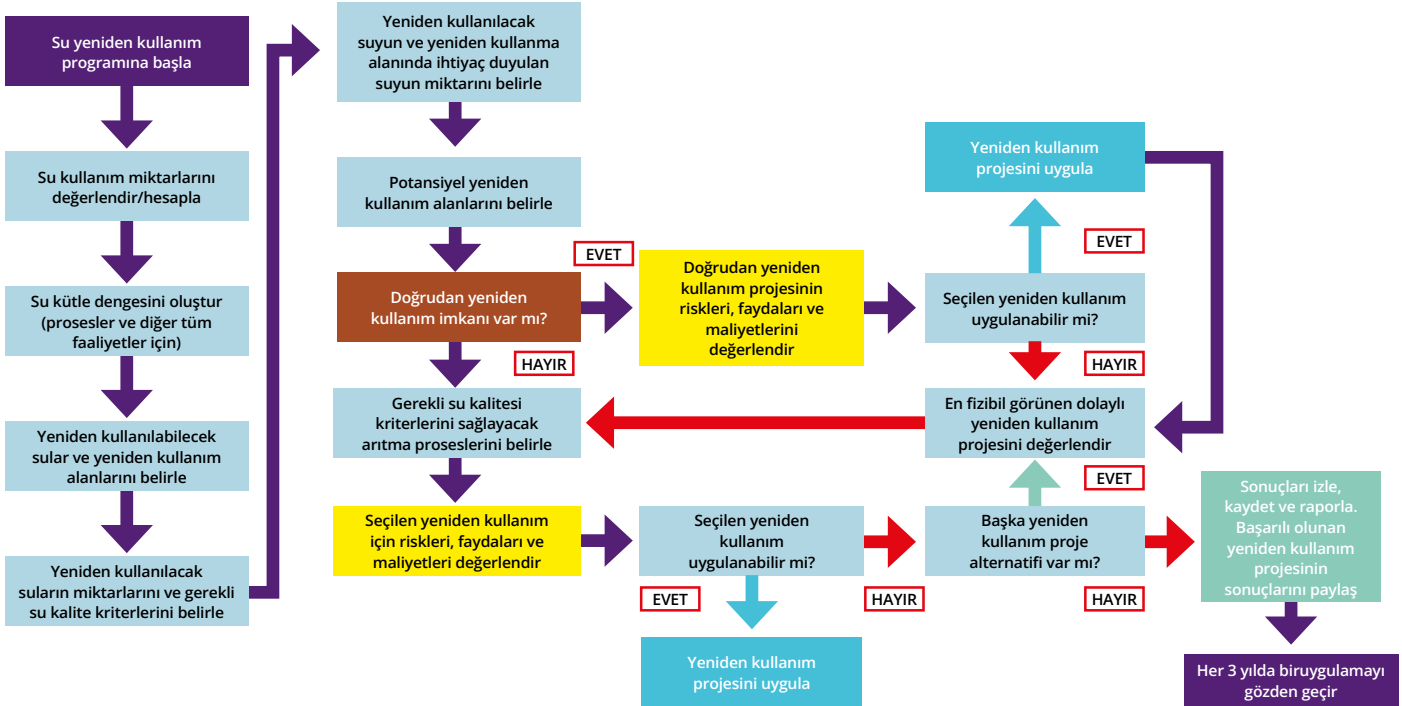 Su yeniden kullanım
programına başla
Su kullanım miktarlarını
değerlendir/hesapla
Su kütle dengesini oluştur
(prosesler ve diğer tüm
faaliyetler için)
Yeniden kullanılabilecek
sular ve yeniden kullanım
alanlarını belirle
Yeniden kullanılacak
suların miktarlarını ve gerekli
su kalite kriterlerini belirle
Yeniden kullanılacak
suyun ve yeniden kullanma
alanında ihtiyaç duyulan
suyun miktarını belirle
Potansiyel yeniden
kullanım alanlarını belirle
Doğrudan yeniden
kullanım imkanı var mı?
EVET
HAYIR
Doğrudan yeniden
kullanım projesinin
riskleri, faydaları ve
maliyetlerini
değerlendir
Seçilen yeniden kullanım
uygulanabilir mi?
EVET
Yeniden kullanım
projesini uygula
HAYIR
En fizibil görünen dolaylı
yeniden kullanım
projesini değerlendir
Gerekli su kalitesi
kriterlerini sağlayacak
arıtma proseslerini belirle
Seçilen yeniden kullanım
için riskleri, faydaları ve
maliyetleri değerlendir
Seçilen yeniden
kullanım
uygulanabilir mi?
EVET
HAYIR
Yeniden kullanım
projesini uygula
Başka yeniden
kullanım proje
alternatifi var mı?
EVET
HAYIR
Sonuçları izle,
kaydet ve raporla.
Başarılı olunan
yeniden kullanım
projesinin
sonuçlarını paylaş
Her 3 yılda biruygulamayı
gözden geçir